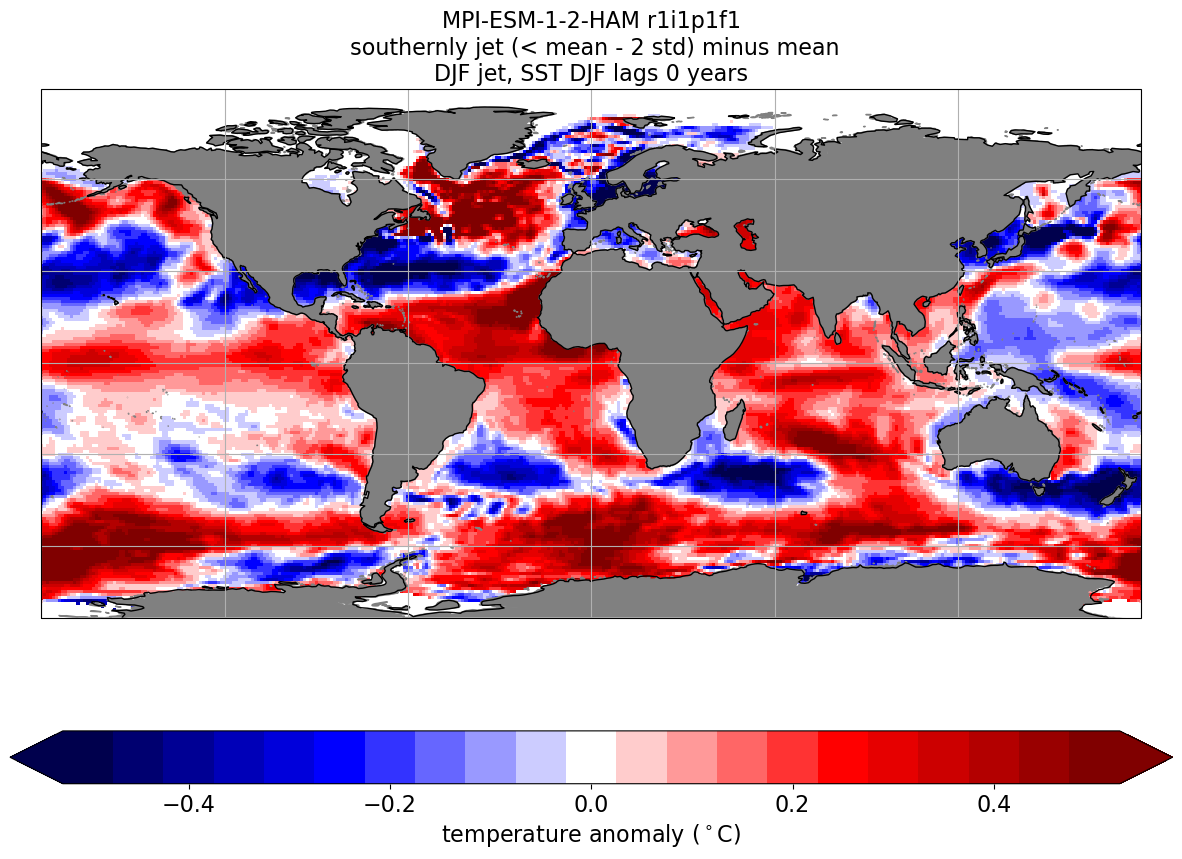 MPI-ESM-1-2-HAM r1i1p1f1
southernly jet (< mean - 2 std) minus mean
DJF jet, SST DJF lags 0 years
−0.4 −0.2 0.0 0.2 0.4
temperature anomaly (°C)